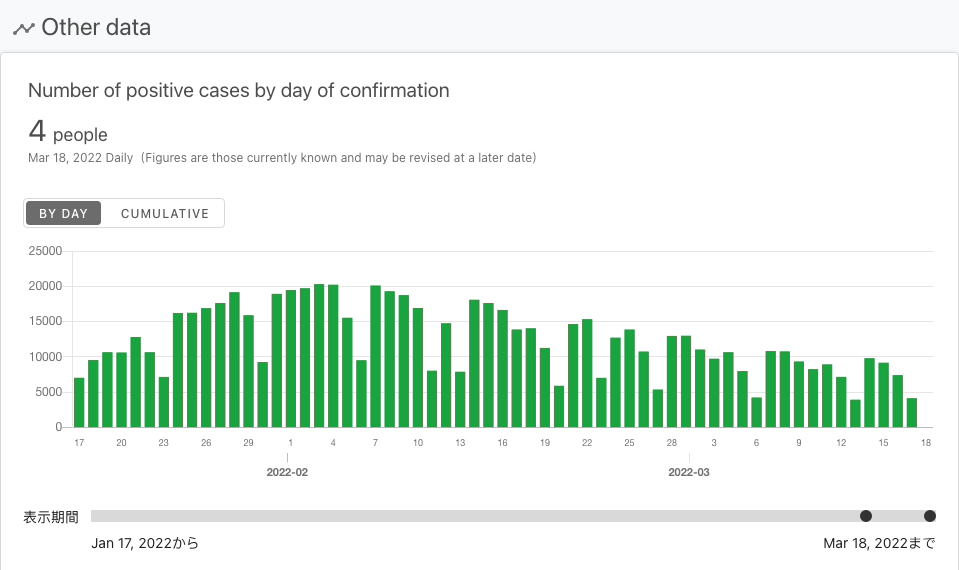 Other data
Number of positive cases by day of confirmation
4 people
Mar 18, 2022 Daily (Figures are those currently known and may be revised at a later date)
BY DAY CUMULATIVE
25000
20000
15000
10000
5000
0
17 20 23 26 29 1 4 7 10 13 16 19 22 25 28 3 6 9 12 15 18
2022-02 2022-03
表示期間
Jan 17, 2022から Mar 18, 2022まで